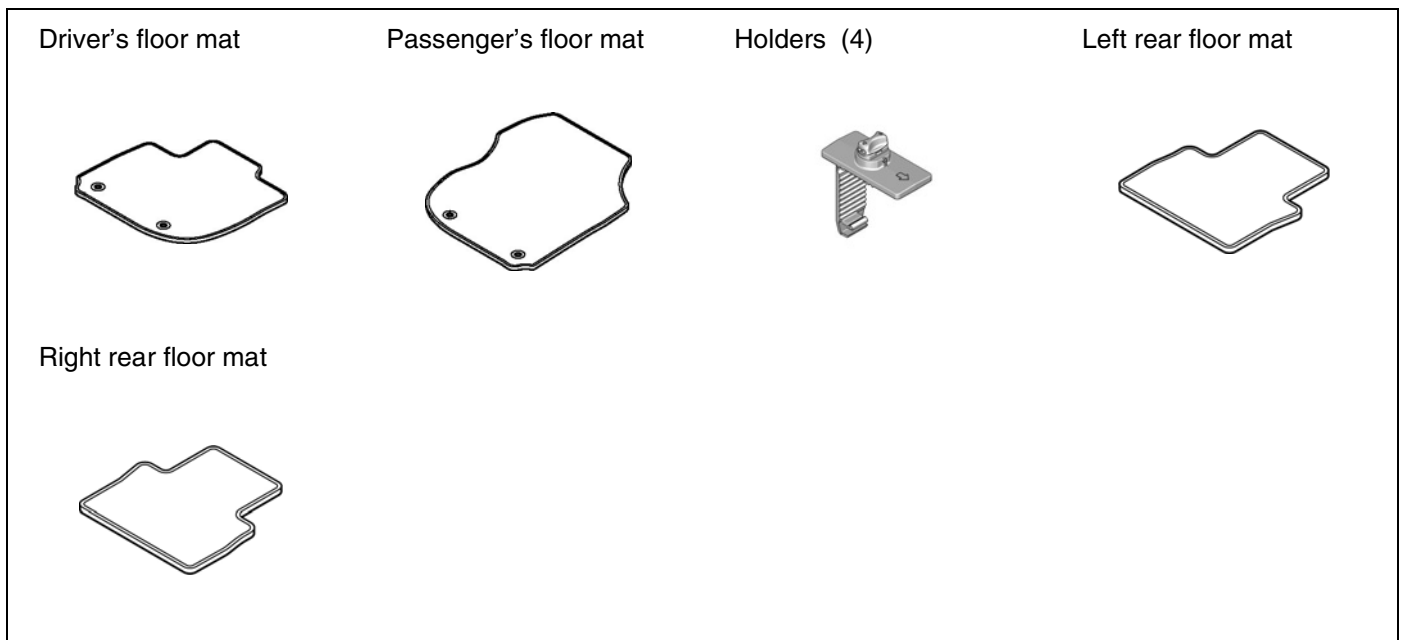 Driver's floor mat
Passenger's floor mat
Holders (4)
Left rear floor mat
Right rear floor mat